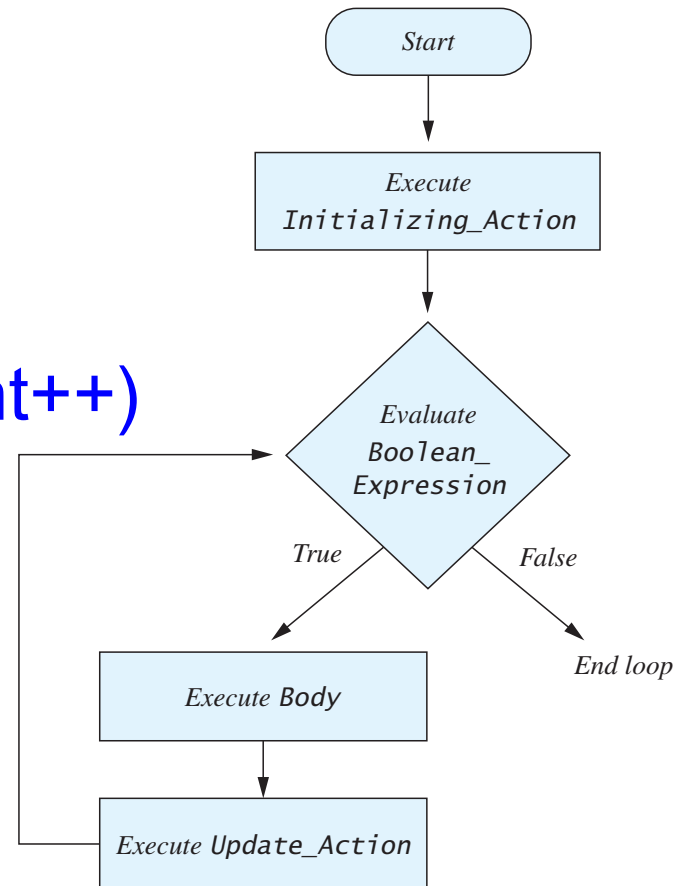 Start
Execute
Initializing_Action
nt++)
Evaluate
Boolean_
Expression
True
False
End loop
Execute Body
Execute Update_Action